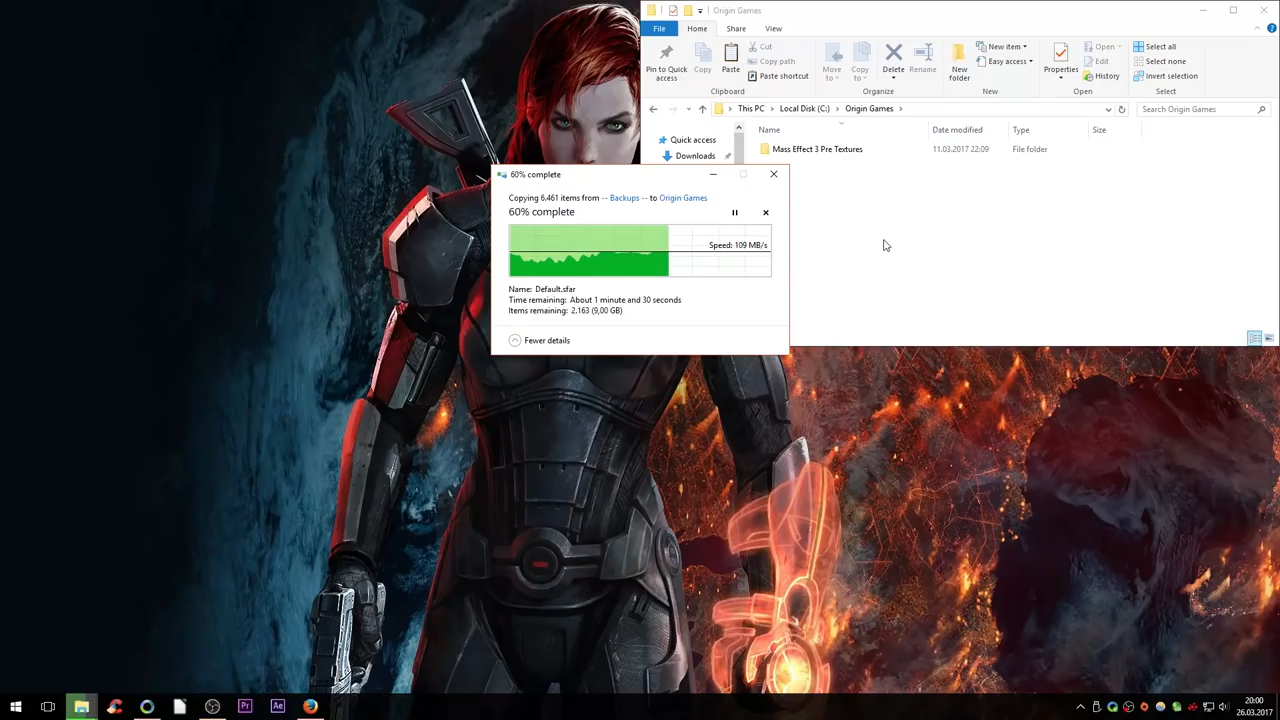 Origin Games
File Home Share View
Pin to Quick access
Copy
Paste
Cut
Copy path
Paste shortcut
Clipboard
Move to
Copy to
Delete
Rename
Organize
New folder
New item
Easy access
New
Properties
Open
Edit
History
Open
Select all
Select none
Invert selection
Select
This PC Local Disk (C:) Origin Games
Search Origin Games
Quick access
Downloads
Name Date modified Type Size
Mass Effect 3 Pre Textures 11.03.2017 22:09 File folder
60% complete
Copying 6.461 items from -- Backups -- to Origin Games
60% complete
Speed: 109 MB/s
Name: Default.sfar
Time remaining: About 1 minute and 30 seconds
Items remaining: 2.163 (9,00 GB)
Fewer details
Pr
Ae
20:00
26.03.2017